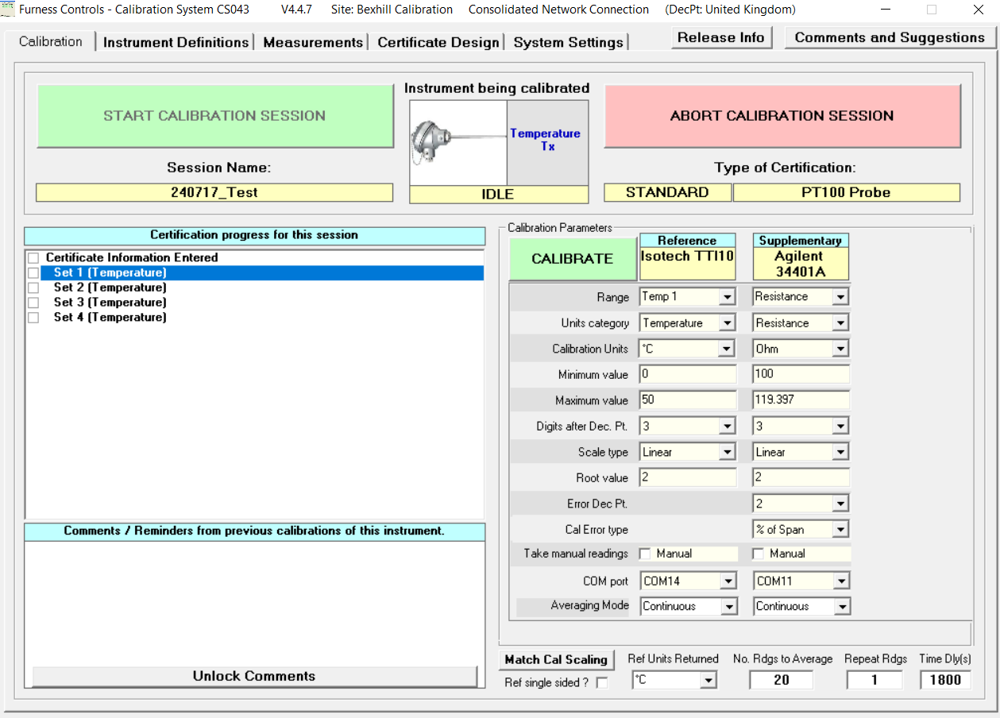 Furness Controls - Calibration System CS043 V4.4.7 Site: Bexhill Calibration Consolidated Network Connection (DecPt: United Kingdom)
Calibration Instrument Definitions Measurements Certificate Design System Settings Release Info Comments and Suggestions
START CALIBRATION SESSION
Session Name:
240717_Test
Instrument being calibrated
Temperature
Tx
IDLE
ABORT CALIBRATION SESSION
Type of Certification:
STANDARD PT100 Probe
Certification progress for this session
Certificate Information Entered
Set 1 (Temperature)
Set 2 (Temperature)
Set 3 (Temperature)
Set 4 (Temperature)
Comments / Reminders from previous calibrations of this instrument.
Unlock Comments
Calibration Parameters
CALIBRATE
Reference
Isotech TTI10
Supplementary
Agilent
34401A
Range Temp 1 Resistance
Units category Temperature Resistance
Calibration Units °C Ohm
Minimum value 0 100
Maximum value 50 119.397
Digits after Dec. Pt. 3 3
Scale type Linear Linear
Root value 2 2
Error Dec Pt. 2
Cal Error type % of Span
Take manual readings Manual Manual
COM port COM14 COM11
Averaging Mode Continuous Continuous
Match Cal Scaling Ref Units Returned No. Rdgs to Average Repeat Rdgs Time Dly(s)
Ref single sided ? °C 20 1 1800